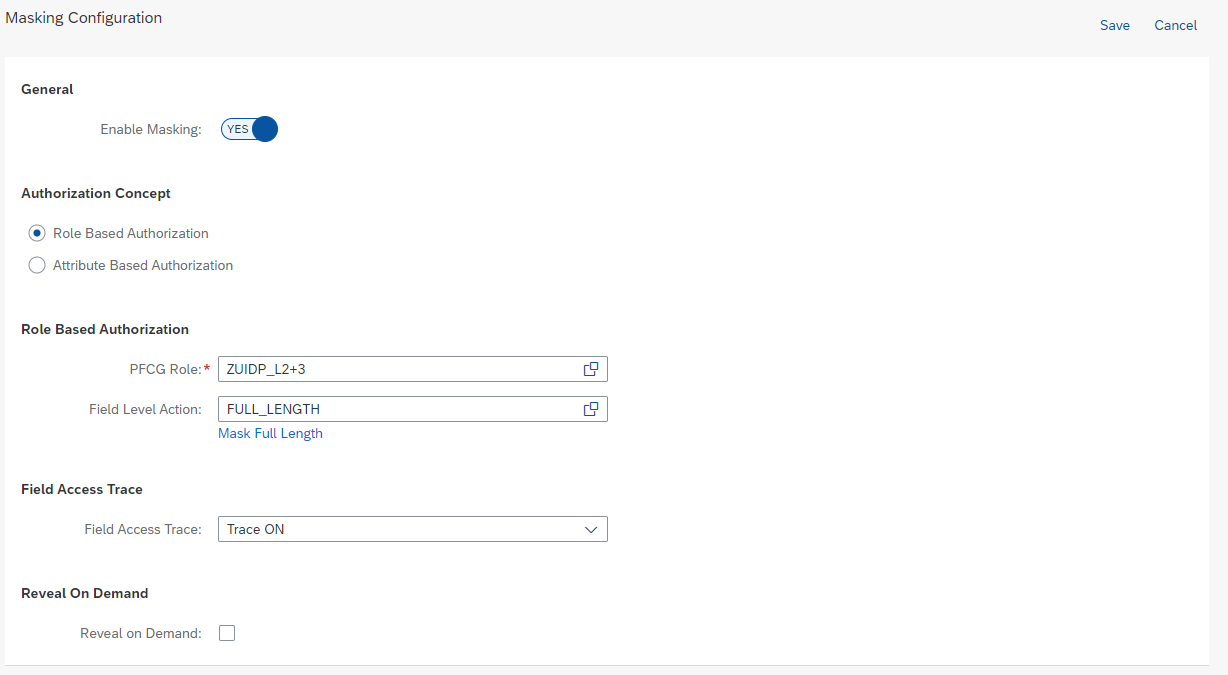 Masking Configuration
Save Cancel
General
Enable Masking: YES
Authorization Concept
Role Based Authorization
Attribute Based Authorization
Role Based Authorization
PFCG Role:* ZUIDP_L2+3
Field Level Action: FULL_LENGTH
Mask Full Length
Field Access Trace
Field Access Trace: Trace ON
Reveal On Demand
Reveal on Demand: